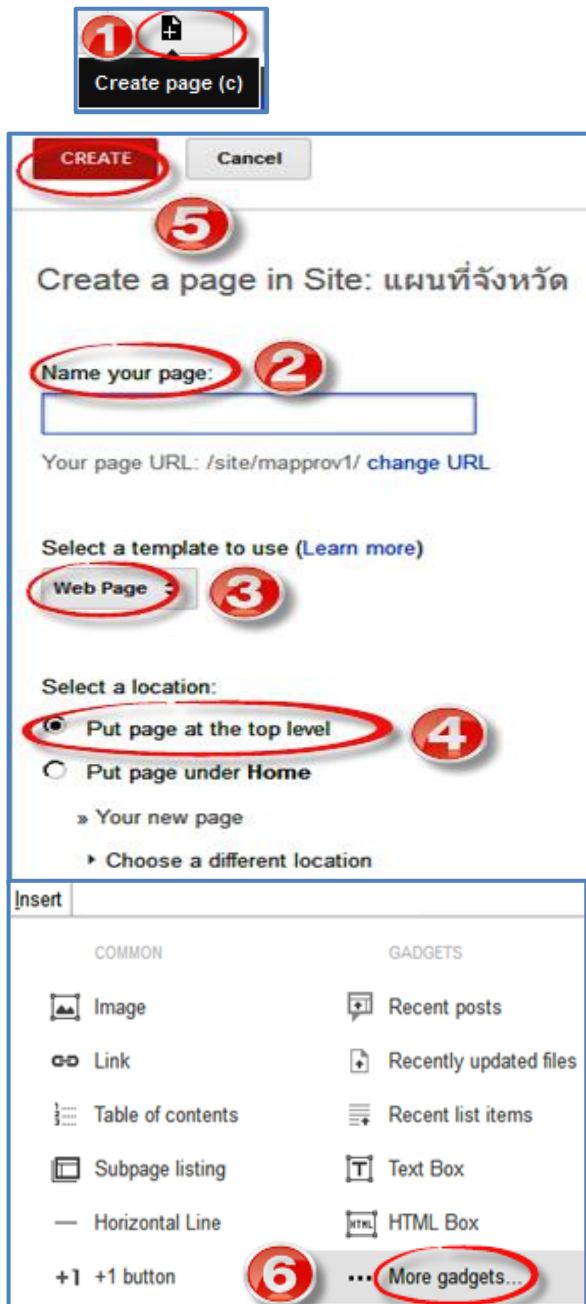 1
Create page (c)
CREATE Cancel
5
Create a page in Site: แผนที่จังหวัด
Name your page: 2
Your page URL: /site/mapprov1/ change URL
Select a template to use (Learn more)
Web Page 3
Select a location:
Put page at the top level 4
Put page under Home
» Your new page
Choose a different location
Insert
COMMON GADGETS
Image Recent posts
Link Recently updated files
Table of contents Recent list items
Subpage listing Text Box
Horizontal Line HTML HTML Box
+1 +1 button 6 More gadgets...